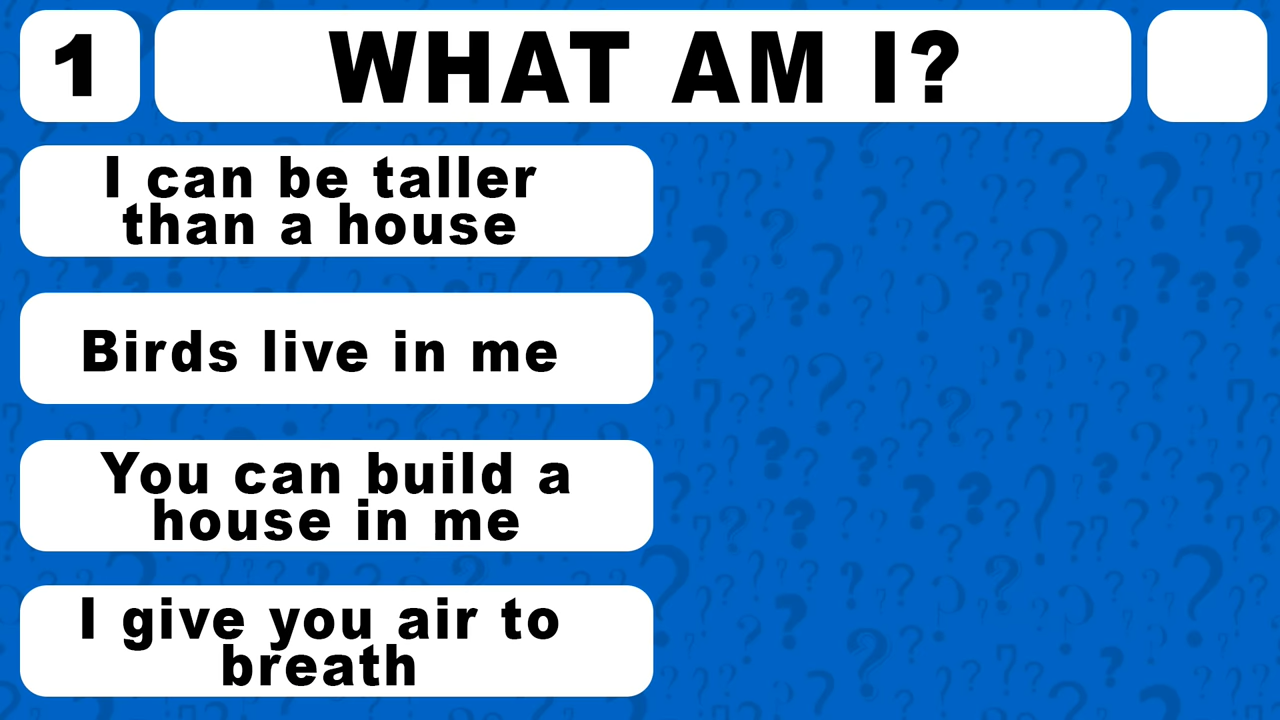 1
WHAT AM I?
I can be taller
than a house
Birds live in me
You can build a
house in me
I give you air to
breath